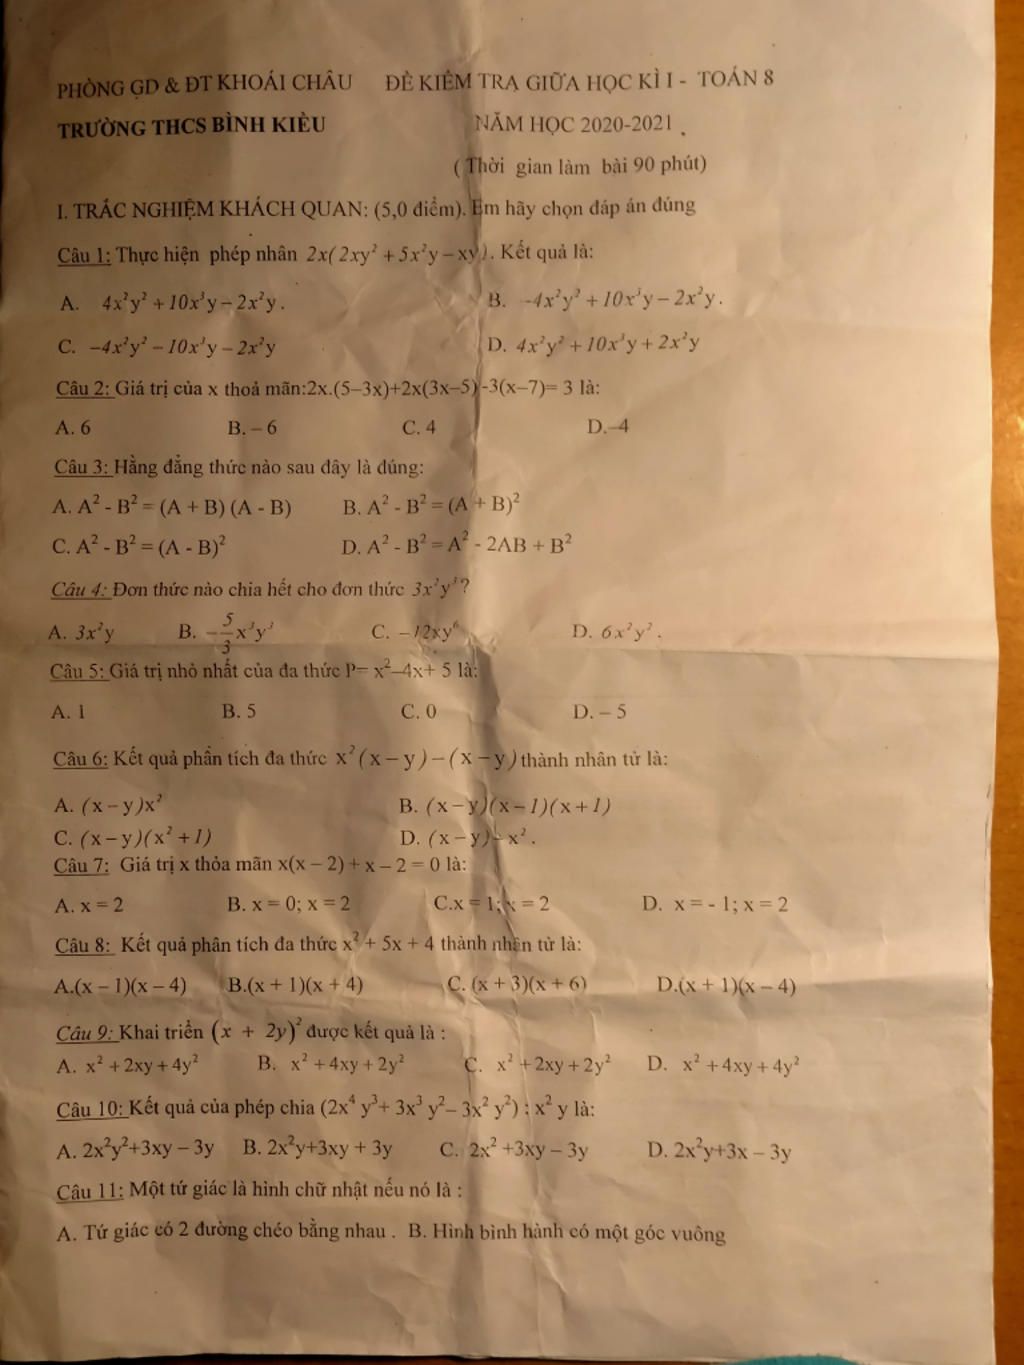 PHÒNG GD & ĐT KHOÁI CHÂU ĐỀ KIỂM TRA GIỮA HỌC KÌ I - TOÁN 8
TRƯỜNG THCS BÌNH KIỀU NĂM HỌC 2020-2021
( Thời gian làm bài 90 phút)
I. TRẮC NGHIỆM KHÁCH QUAN: (5,0 điểm). Em hãy chọn đáp án đúng
Câu 1: Thực hiện phép nhân 2x(2xy² + 5x²y – xy). Kết quả là:
A. 4x²y² + 10x³y – 2x²y. B. -4x²y² + 10x³y – 2x²y.
C. –4x²y² – 10x³y – 2x²y D. 4x²y² + 10x³y + 2x²y
Câu 2: Giá trị của x thoả mãn:2x.(5–3x)+2x(3x–5)-3(x–7)= 3 là:
A. 6 B. – 6 C. 4 D.–4
Câu 3: Hằng đẳng thức nào sau đây là đúng:
A. A² - B² = (A + B) (A - B) B. A² - B² = (A + B)²
C. A² - B² = (A - B)² D. A² - B² = A² - 2AB + B²
Câu 4: Đơn thức nào chia hết cho đơn thức 3x²y³?
A. 3x²y B. –5/3x³y³ C. –12xy⁶ D. 6x²y².
Câu 5: Giá trị nhỏ nhất của đa thức P= x²–4x+ 5 là:
A. 1 B. 5 C. 0 D. – 5
Câu 6: Kết quả phần tích đa thức x²(x – y) – (x – y) thành nhân tử là:
A. (x – y)x² B. (x – y)(x – 1)(x + 1)
C. (x – y)(x² + 1) D. (x – y) – x².
Câu 7: Giá trị x thỏa mãn x(x – 2) + x – 2 = 0 là:
A. x = 2 B. x = 0; x = 2 C.x = 1; x = 2 D. x = - 1; x = 2
Câu 8: Kết quả phân tích đa thức x² + 5x + 4 thành nhân tử là:
A.(x – 1)(x – 4) B.(x + 1)(x + 4) C. (x + 3)(x + 6) D.(x + 1)(x – 4)
Câu 9: Khai triển (x + 2y)² được kết quả là :
A. x² + 2xy + 4y² B. x² + 4xy + 2y² C. x² + 2xy + 2y² D. x² + 4xy + 4y²
Câu 10: Kết quả của phép chia (2x⁴ y³+ 3x³ y²– 3x² y²) : x² y là:
A. 2x²y²+3xy – 3y B. 2x²y+3xy + 3y C. 2x² +3xy – 3y D. 2x²y+3x – 3y
Câu 11: Một tứ giác là hình chữ nhật nếu nó là :
A. Tứ giác có 2 đường chéo bằng nhau . B. Hình bình hành có một góc vuông